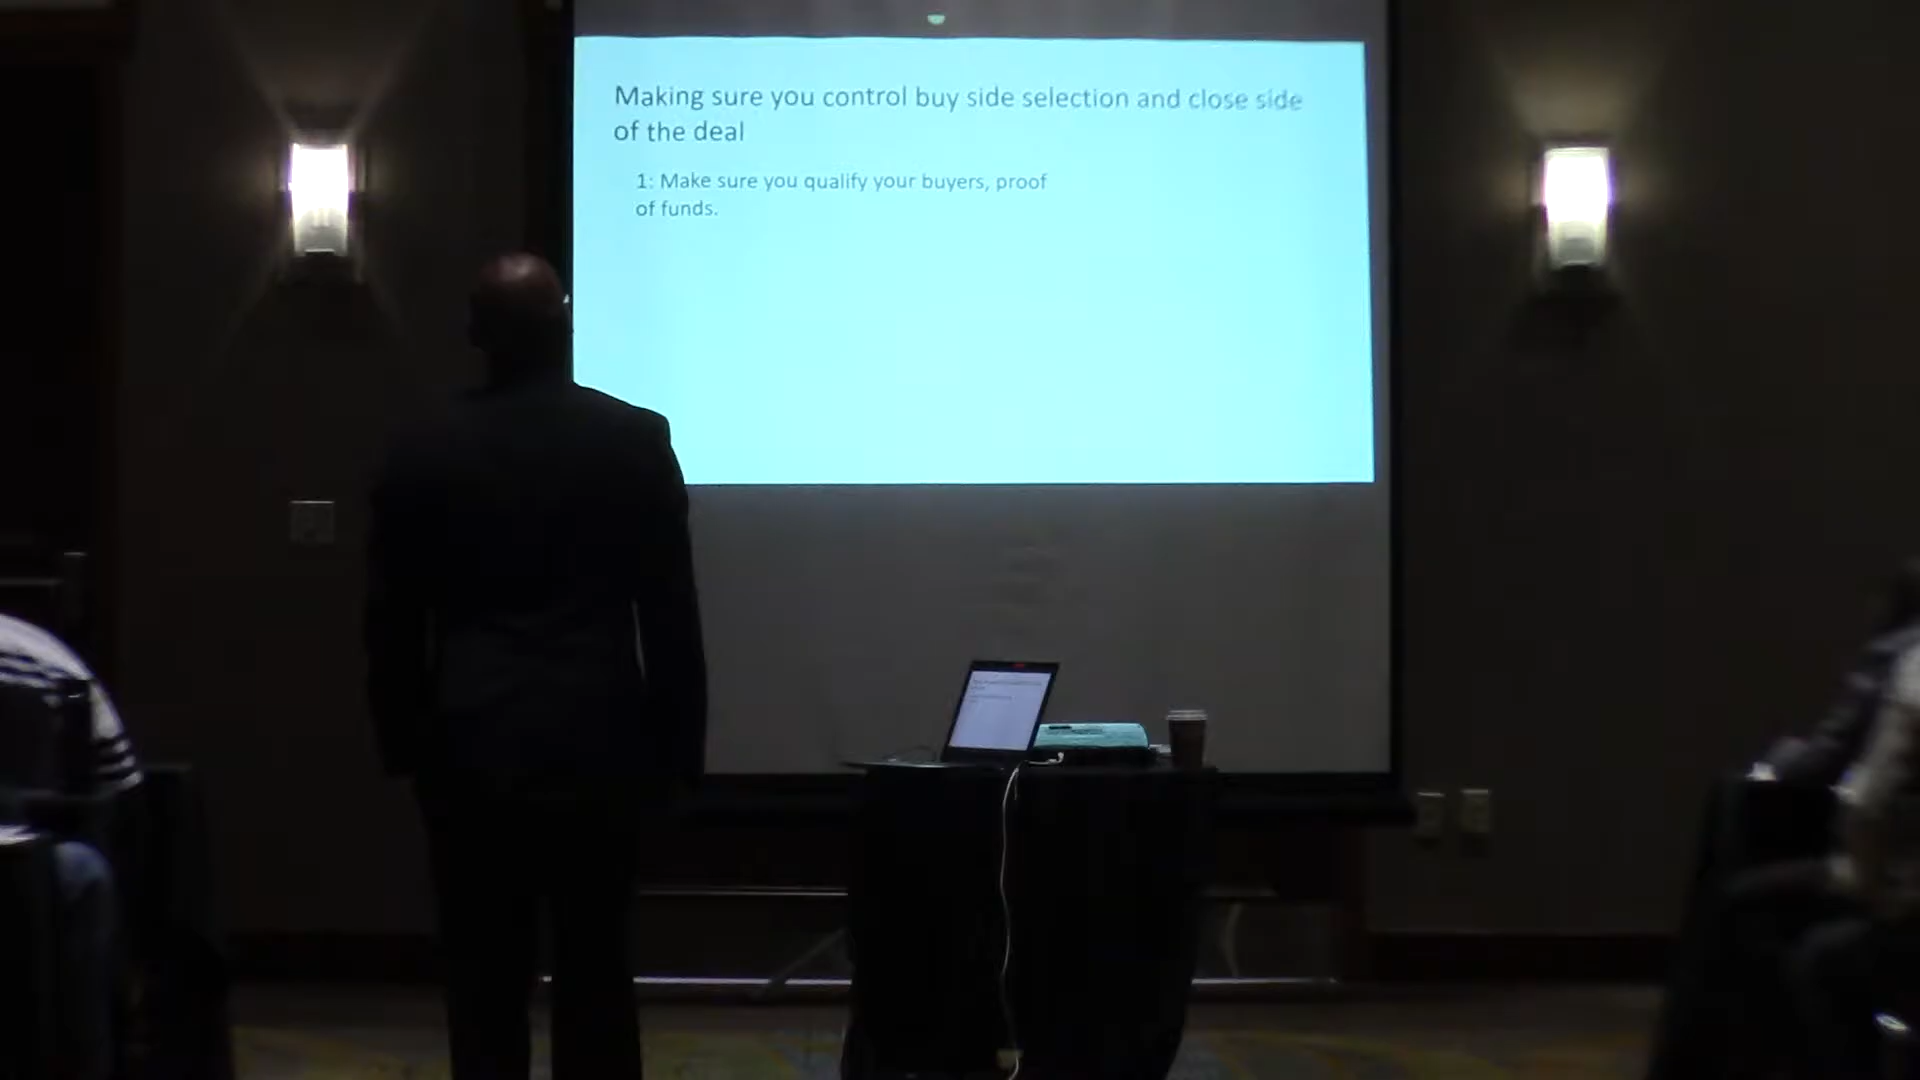 Making sure you control buy side selection and close side
of the deal
1: Make sure you qualify your buyers, proof
of funds.